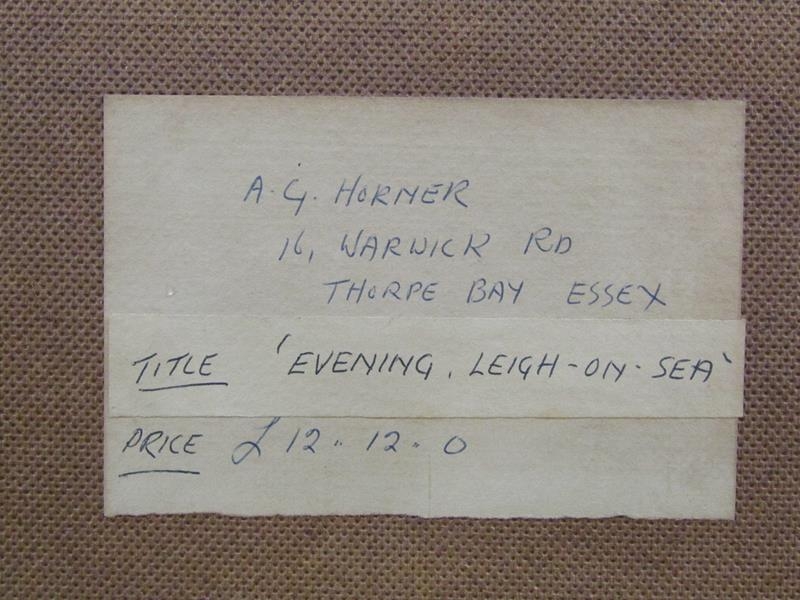 A. G. HORNER
16, WARWICK RD
THORPE BAY ESSEX
TITLE 'EVENING, LEIGH-ON-SEA'
PRICE £12..12..0